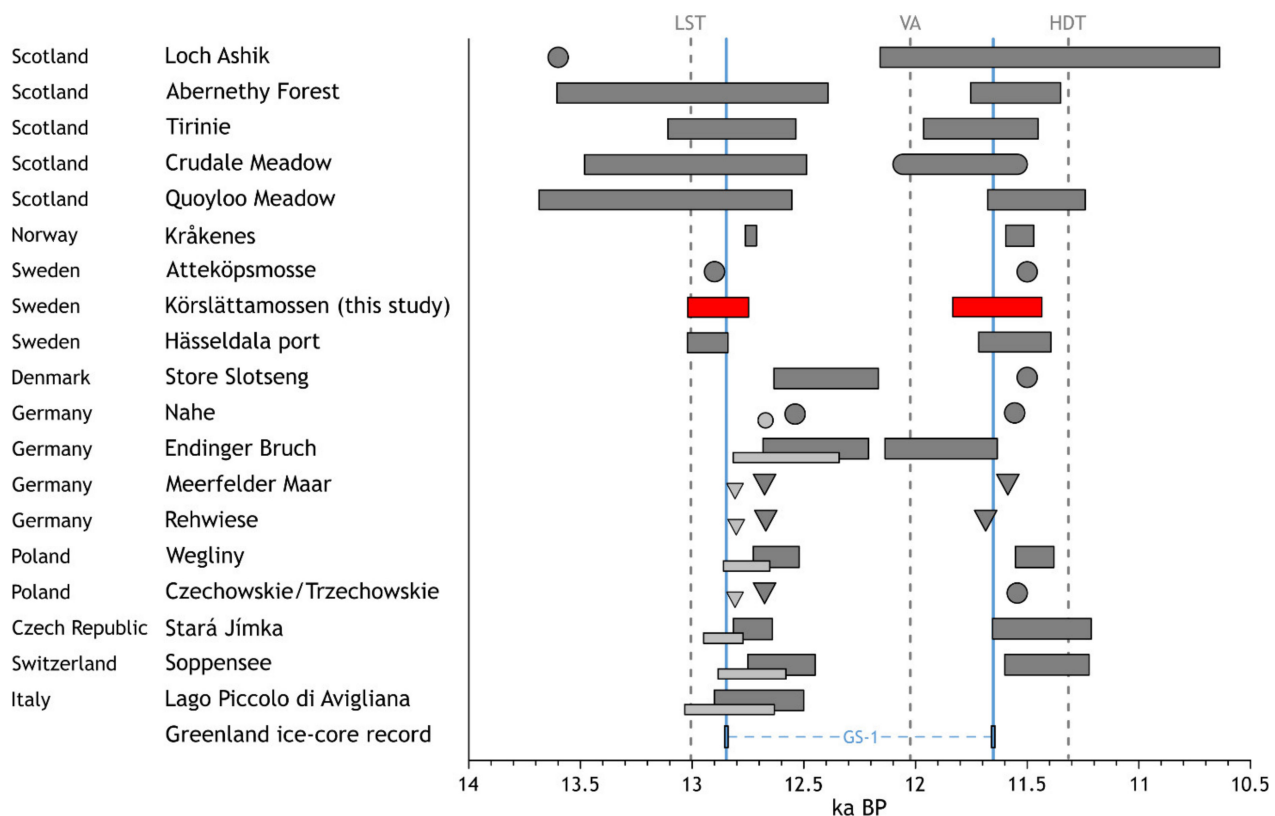 LST VA HDT
Scotland Loch Ashik
Scotland Abernethy Forest
Scotland Tirinie
Scotland Crudale Meadow
Scotland Quoyloo Meadow
Norway Kråkenes
Sweden Atteköpsmosse
Sweden Körslättamossen (this study)
Sweden Hässeldala port
Denmark Store Slotseng
Germany Nahe
Germany Endinger Bruch
Germany Meerfelder Maar
Germany Rehwiese
Poland Wegliny
Poland Czechowskie/Trzechowskie
Czech Republic Stará Jímka
Switzerland Soppensee
Italy Lago Piccolo di Avigliana
Greenland ice-core record GS-1
14 13.5 13 12.5 12 11.5 11 10.5
ka BP